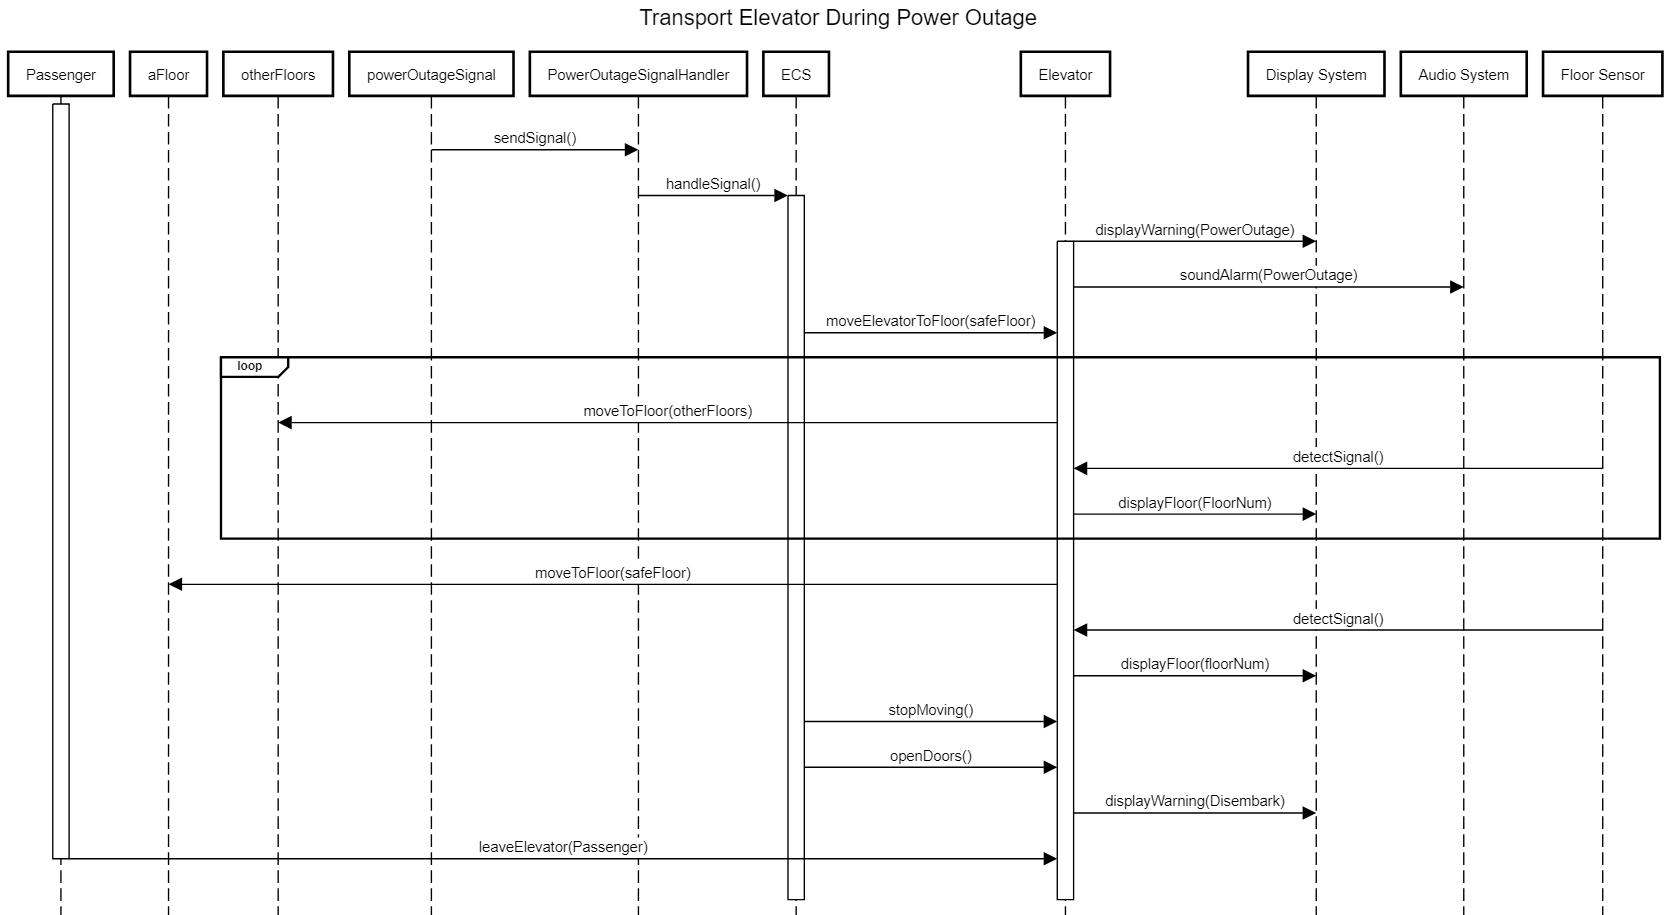 Transport Elevator During Power Outage
Passenger
aFloor
otherFloors
powerOutageSignal
PowerOutageSignalHandler
ECS
Elevator
Display System
Audio System
Floor Sensor
sendSignal()
handleSignal()
displayWarning(PowerOutage)
soundAlarm(PowerOutage)
moveElevatorToFloor(safeFloor)
loop
moveToFloor(otherFloors)
detectSignal()
displayFloor(FloorNum)
moveToFloor(safeFloor)
detectSignal()
displayFloor(floorNum)
stopMoving()
openDoors()
displayWarning(Disembark)
leaveElevator(Passenger)